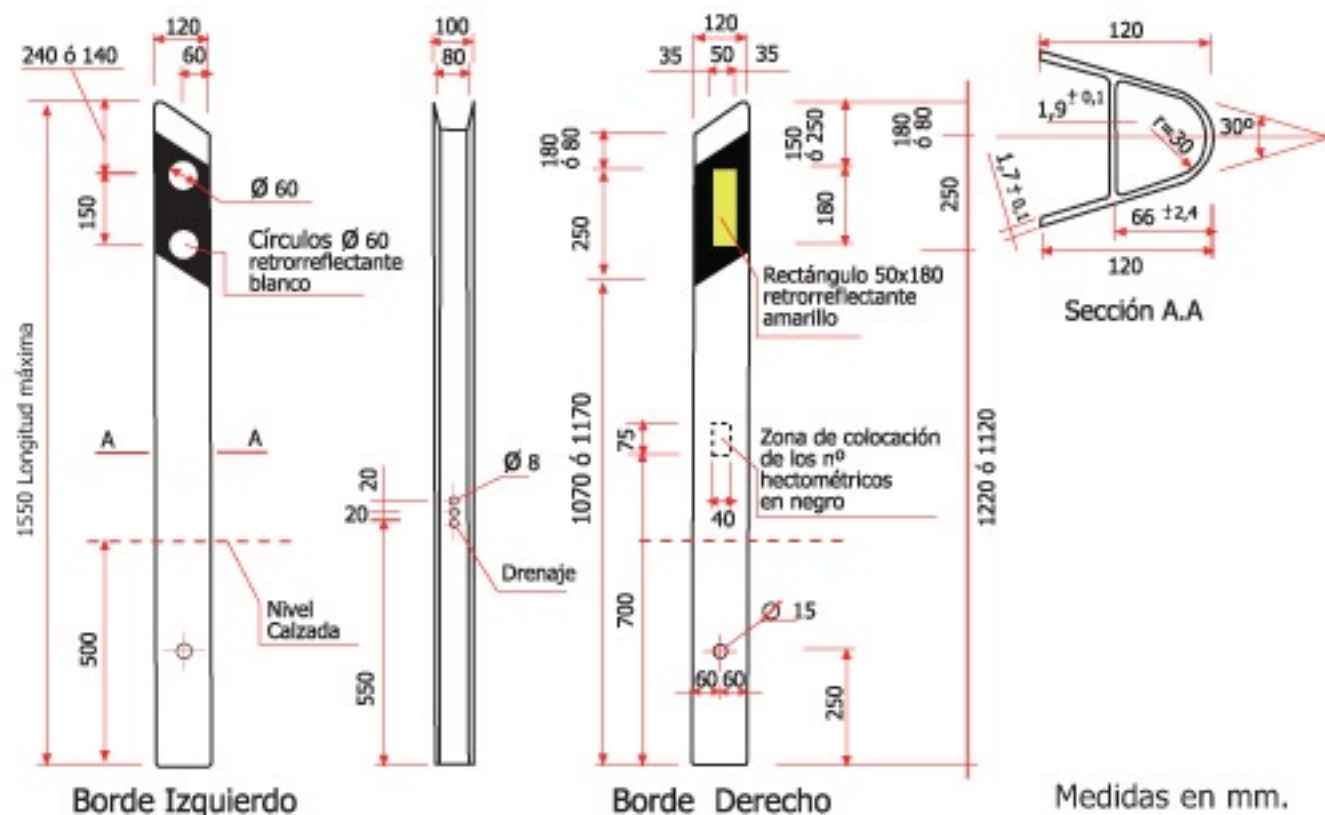 120
60
240 ó 140
150
Ø 60
Círculos Ø 60
retrorreflectante
blanco
1550 Longitud máxima
A
A
Nivel
Calzada
500
Borde Izquierdo
100
80
Ø 8
20
20
Drenaje
550
120
35
50
35
180
ó 80
250
150
ó 250
180
Rectángulo 50x180
retrorreflectante
amarillo
1070 ó 1170
75
Zona de colocación
de los nº
hectométricos
en negro
40
700
Ø 15
60
60
250
Borde Derecho
180
ó 80
250
1220 ó 1120
120
1,9 ± 0,1
r=30
30º
1,7 ± 0,1
66 ±2,4
120
Sección A.A
Medidas en mm.